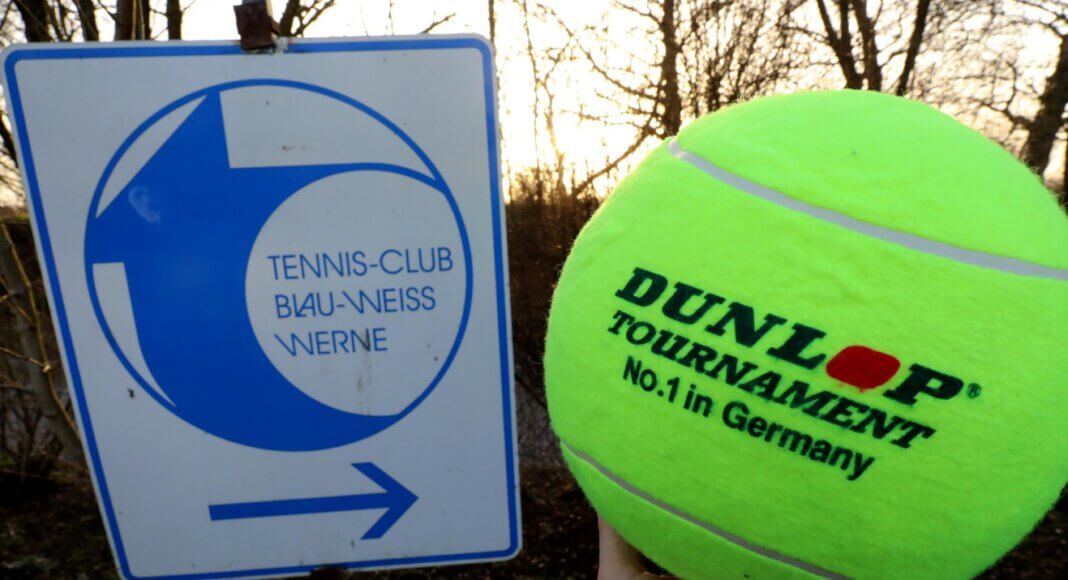 TENNIS-CLUB
BLAU-WEISS
WERNE
DUNLOP®
TOURNAMENT
No.1 in Germany